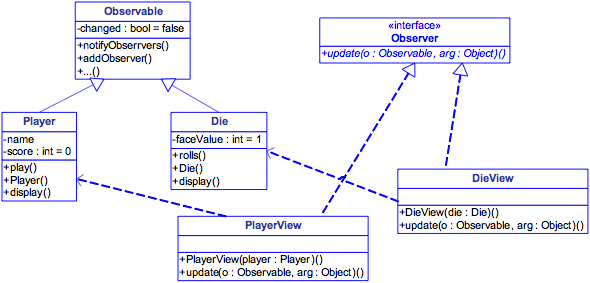 Observable
-changed : bool = false
+notifyObserrvers()
+addObserver()
+...()
«interface»
Observer
+update(o : Observable, arg : Object)()
Player
-name
-score : int = 0
+play()
+Player()
+display()
Die
-faceValue : int = 1
+rolls()
+Die()
+display()
DieView
+DieView(die : Die)()
+update(o : Observable, arg : Object)()
PlayerView
+PlayerView(player : Player)()
+update(o : Observable, arg : Object)()